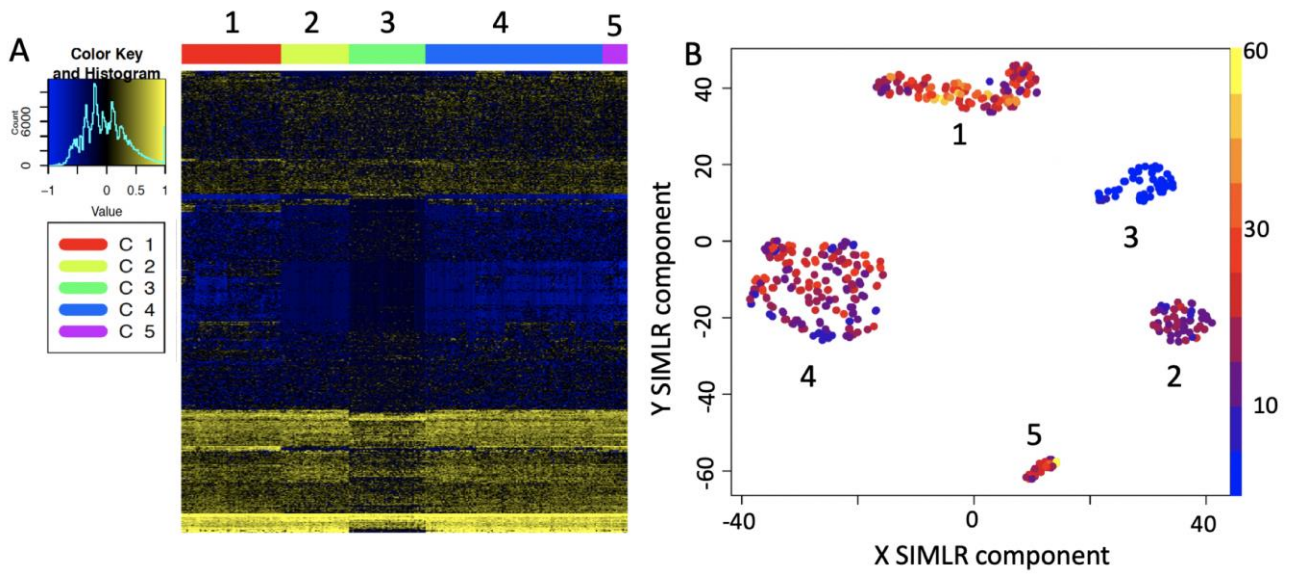 A
1 2 3 4 5
Color Key
and Histogram
Count
6000
0
-1 0 0.5 1
Value
C 1
C 2
C 3
C 4
C 5
B
60
30
10
40
20
0
-20
-40
-60
Y SIMLR component
1
3
4
2
5
-40 0 20 40
X SIMLR component